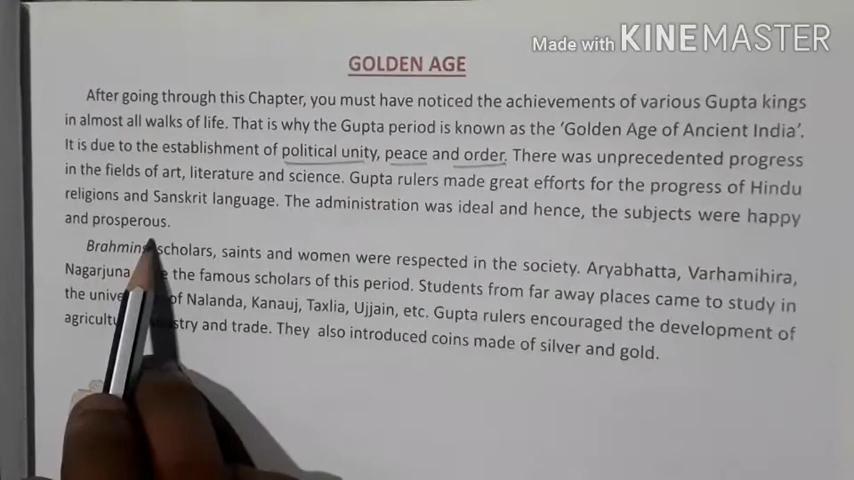 Made with KINEMASTER
GOLDEN AGE
After going through this Chapter, you must have noticed the achievements of various Gupta kings
in almost all walks of life. That is why the Gupta period is known as the 'Golden Age of Ancient India'.
It is due to the establishment of political unity, peace and order. There was unprecedented progress
in the fields of art, literature and science. Gupta rulers made great efforts for the progress of Hindu
religions and Sanskrit language. The administration was ideal and hence, the subjects were happy
and prosperous.
Brahmins scholars, saints and women were respected in the society. Aryabhatta, Varhamihira,
Nagarjuna the famous scholars of this period. Students from far away places came to study in
the of Nalanda, Kanauj, Taxlia, Ujjain, etc. Gupta rulers encouraged the development of
and trade. They also introduced coins made of silver and gold.